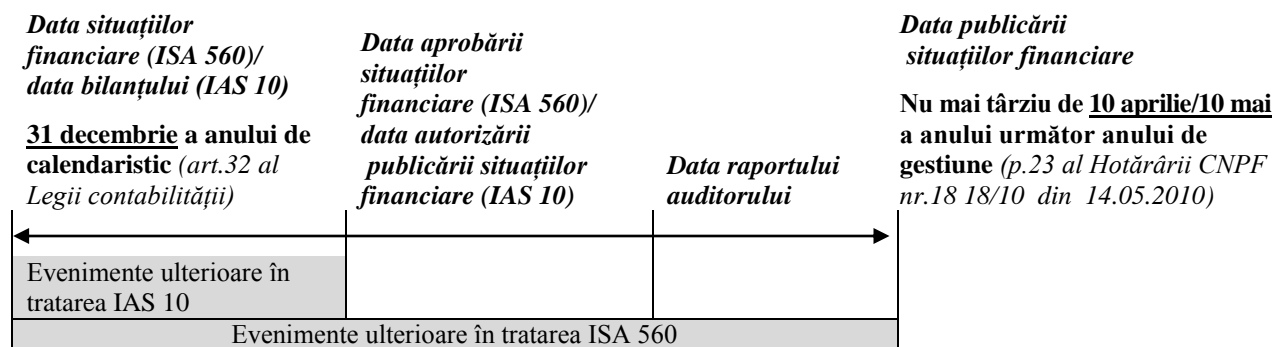 Data situațiilor
financiare (ISA 560)/
data bilanțului (IAS 10)
31 decembrie a anului de
calendaristic (art.32 al
Legii contabilității)
Data aprobării
situațiilor
financiare (ISA 560)/
data autorizării
publicării situațiilor
financiare (IAS 10)
Data raportului
auditorului
Data publicării
situațiilor financiare
Nu mai târziu de 10 aprilie/10 mai
a anului următor anului de
gestiune (p.23 al Hotărârii CNPF
nr.18 18/10 din 14.05.2010)
Evenimente ulterioare în
tratarea IAS 10
Evenimente ulterioare în tratarea ISA 560